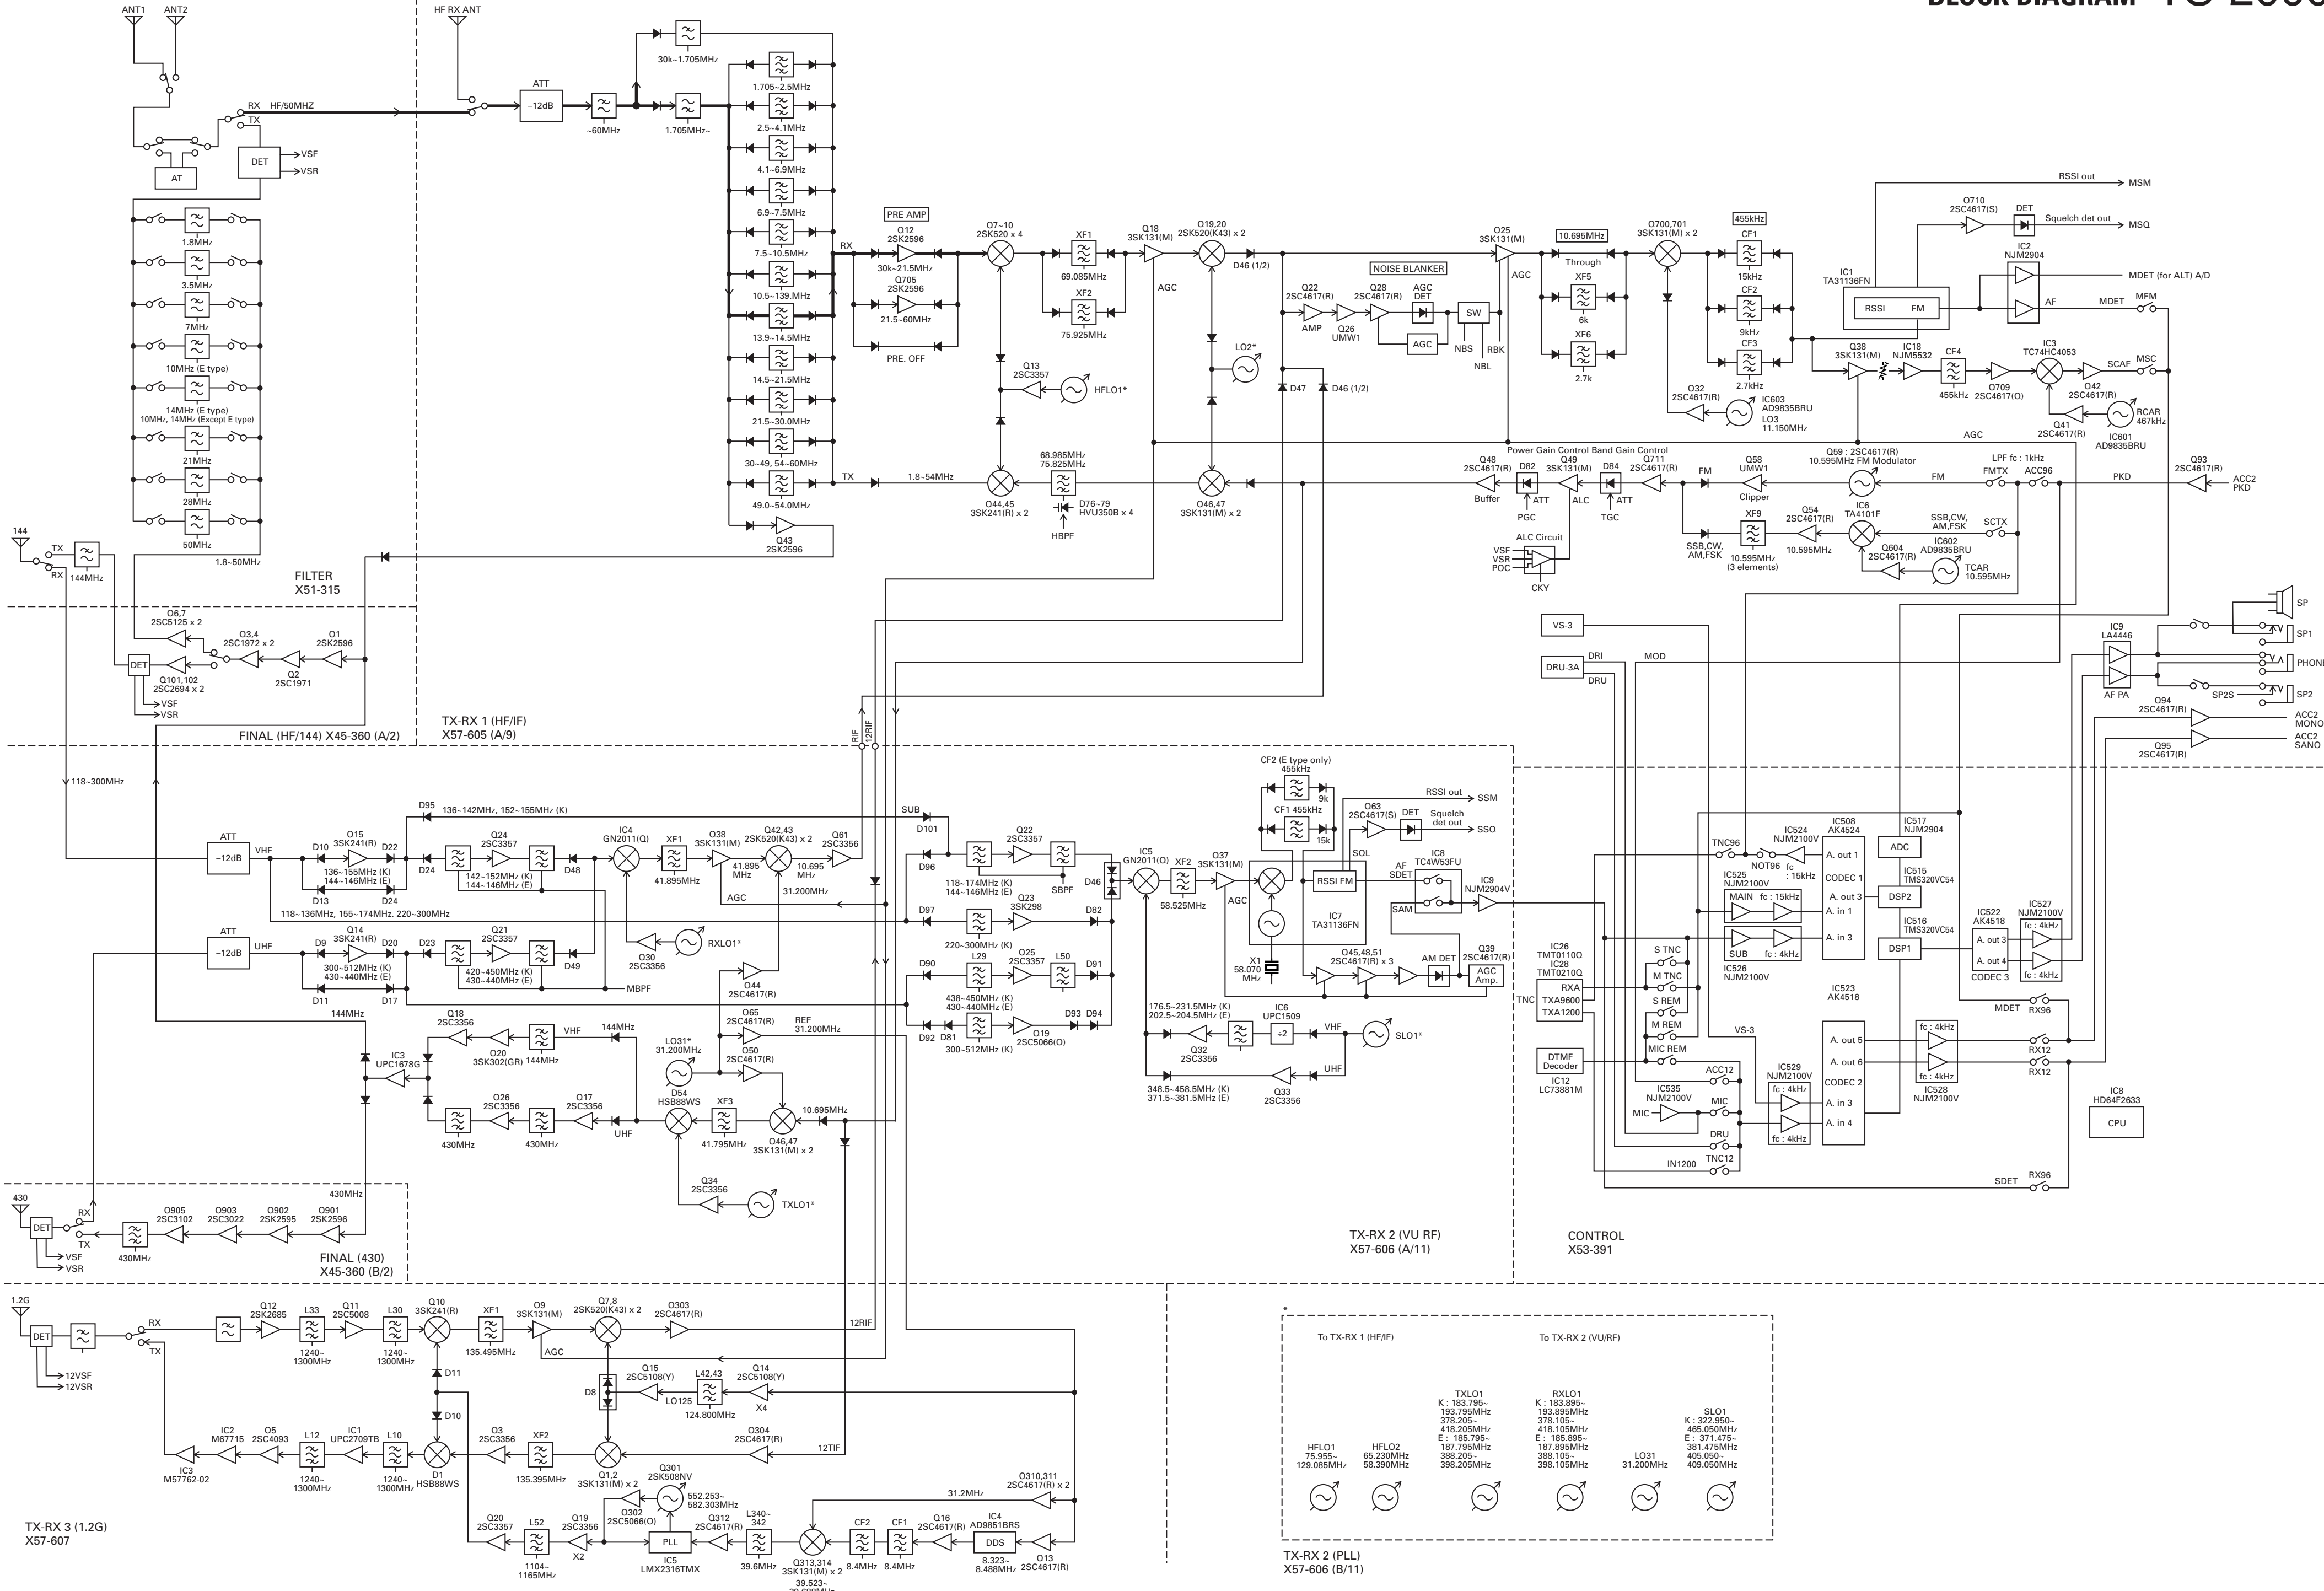 BLOCK DIAGRAM
ANT1
ANT2
HF RX ANT
RX
HF/50MHZ
TX
AT
DET
VSF
VSR
1.8MHz
3.5MHz
7MHz
10MHz (E type)
14MHz (E type)
10MHz, 14MHz (Except E type)
21MHz
28MHz
50MHz
1.8~50MHz
144
TX
RX
144MHz
FILTER
X51-315
ATT
–12dB
~60MHz
30k~1.705MHz
1.705MHz~
1.705~2.5MHz
2.5~4.1MHz
4.1~6.9MHz
6.9~7.5MHz
7.5~10.5MHz
10.5~139.MHz
13.9~14.5MHz
14.5~21.5MHz
21.5~30.0MHz
30~49, 54~60MHz
49.0~54.0MHz
Q43
2SK2596
PRE AMP
RX
Q12
2SK2596
30k~21.5MHz
Q705
2SK2596
21.5~60MHz
PRE. OFF
Q7~10
2SK520 x 4
XF1
69.085MHz
XF2
75.925MHz
Q13
2SC3357
HFLO1*
Q18
3SK131(M)
AGC
Q19,20
2SK520(K43) x 2
D46 (1/2)
LO2*
D47
D46 (1/2)
NOISE BLANKER
Q22
2SC4617(R)
AMP
Q26
UMW1
Q28
2SC4617(R)
AGC
DET
AGC
SW
NBS
NBL
RBK
Q25
3SK131(M)
AGC
10.695MHz
Through
XF5
6k
XF6
2.7k
Q700,701
3SK131(M) x 2
Q32
2SC4617(R)
IC603
AD9835BRU
LO3
11.150MHz
455kHz
CF1
15kHz
CF2
9kHz
CF3
2.7kHz
RSSI out
MSM
Q710
2SC4617(S)
DET
Squelch det out
MSQ
IC1
TA31136FN
RSSI
FM
IC2
NJM2904
MDET (for ALT) A/D
AF
MDET
MFM
Q38
3SK131(M)
IC18
NJM5532
CF4
455kHz
Q709
2SC4617(Q)
IC3
TC74HC4053
Q42
2SC4617(R)
SCAF
MSC
Q41
2SC4617(R)
RCAR
467kHz
IC601
AD9835BRU
AGC
TX
1.8~54MHz
Q44,45
3SK241(R) x 2
68.985MHz
75.825MHz
D76~79
HVU350B x 4
HBPF
Q46,47
3SK131(M) x 2
Power Gain Control Band Gain Control
Q48
2SC4617(R)
Buffer
D82
ATT
PGC
Q49
3SK131(M)
ALC
D84
ATT
TGC
Q711
2SC4617(R)
FM
Q58
UMW1
Clipper
Q59 : 2SC4617(R)
10.595MHz FM Modulator
FM
LPF fc : 1kHz
FMTX
ACC96
PKD
Q93
2SC4617(R)
ACC2
PKD
ALC Circuit
VSF
VSR
POC
CKY
SSB,CW,
AM,FSK
XF9
10.595MHz
(3 elements)
Q54
2SC4617(R)
10.595MHz
IC6
TA4101F
SSB,CW,
AM,FSK
SCTX
Q604
2SC4617(R)
IC602
AD9835BRU
TCAR
10.595MHz
Q6,7
2SC5125 x 2
Q3,4
2SC1972 x 2
Q1
2SK2596
Q2
2SC1971
DET
Q101,102
2SC2694 x 2
VSF
VSR
FINAL (HF/144) X45-360 (A/2)
TX-RX 1 (HF/IF)
X57-605 (A/9)
RIF
12RIF
VS-3
DRU-3A
DRI
DRU
MOD
IC9
LA4446
AF PA
SP
SP1
SP2S
SP2
Q94
2SC4617(R)
ACC2
MONO
Q95
2SC4617(R)
ACC2
SANO
118~300MHz
ATT
–12dB
VHF
D10
Q15
3SK241(R)
D22
136~155MHz (K)
144~146MHz (E)
D13
D24
D95
136~142MHz, 152~155MHz (K)
D24
Q24
2SC3357
142~152MHz (K)
144~146MHz (E)
D48
118~136MHz, 155~174MHz. 220~300MHz
ATT
–12dB
UHF
D9
Q14
3SK241(R)
D20
300~512MHz (K)
430~440MHz (E)
D11
D17
D23
Q21
2SC3357
420~450MHz (K)
430~440MHz (E)
D49
MBPF
IC4
GN2011(Q)
XF1
41.895MHz
Q38
3SK131(M)
41.895
MHz
AGC
Q42,43
2SK520(K43) x 2
10.695
MHz
31.200MHz
Q61
2SC3356
Q30
2SC3356
RXLO1*
Q44
2SC4617(R)
Q65
2SC4617(R)
REF
31.200MHz
LO31*
31.200MHz
Q50
2SC4617(R)
D54
HSB88WS
XF3
41.795MHz
Q46,47
3SK131(M) x 2
10.695MHz
144MHz
Q18
2SC3356
Q20
3SK302(GR)
VHF
144MHz
144MHz
IC3
UPC1678G
Q26
2SC3356
Q17
2SC3356
UHF
430MHz
430MHz
Q34
2SC3356
TXLO1*
SUB
D101
D96
Q22
2SC3357
118~174MHz (K)
144~146MHz (E)
SBPF
D97
Q23
3SK298
D82
220~300MHz (K)
D90
L29
Q25
2SC3357
L50
D91
438~450MHz (K)
430~440MHz (E)
D92
D81
Q19
2SC5066(O)
D93
D94
300~512MHz (K)
D46
IC5
GN2011(Q)
XF2
58.525MHz
Q37
3SK131(M)
AGC
CF2 (E type only)
455kHz
9k
CF1 455kHz
15k
RSSI out
SSM
Q63
2SC4617(S)
DET
Squelch
det out
SSQ
SQL
RSSI FM
AF
SDET
IC8
TC4W53FU
SAM
IC9
NJM2904V
IC7
TA31136FN
X1
58.070
MHz
Q45,48,51
2SC4617(R) x 3
AM DET
Q39
2SC4617(R)
AGC
Amp.
176.5~231.5MHz (K)
202.5~204.5MHz (E)
Q32
2SC3356
IC6
UPC1509
÷2
VHF
SLO1*
UHF
348.5~458.5MHz (K)
371.5~381.5MHz (E)
Q33
2SC3356
TX-RX 2 (VU RF)
X57-606 (A/11)
430
DET
RX
TX
VSF
VSR
430MHz
Q905
2SC3102
Q903
2SC3022
Q902
2SK2595
Q901
2SK2596
430MHz
FINAL (430)
X45-360 (B/2)
TNC96
IC524
NJM2100V
NOT96
fc
: 15kHz
IC508
AK4524
A. out 1
CODEC 1
A. out 3
A. in 1
A. in 3
IC517
NJM2904
ADC
IC525
NJM2100V
MAIN
fc : 15kHz
SUB
fc : 4kHz
IC526
NJM2100V
IC515
TMS320VC54
DSP2
IC516
TMS320VC54
DSP1
IC522
AK4518
A. out 3
A. out 4
CODEC 3
IC527
NJM2100V
fc : 4kHz
fc : 4kHz
IC26
TMT0110Q
IC28
TMT0210Q
TNC
RXA
TXA9600
TXA1200
S TNC
M TNC
S REM
M REM
MIC REM
DTMF
Decoder
IC12
LC73881M
VS-3
IC523
AK4518
A. out 5
A. out 6
CODEC 2
A. in 3
A. in 4
ACC12
IC535
NJM2100V
MIC
MIC
DRU
TNC12
IN1200
IC529
NJM2100V
fc : 4kHz
fc : 4kHz
fc : 4kHz
fc : 4kHz
IC528
NJM2100V
MDET
RX96
RX12
RX12
SDET
RX96
IC8
HD64F2633
CPU
CONTROL
X53-391
1.2G
DET
12VSF
12VSR
RX
TX
Q12
2SK2685
L33
1240~
1300MHz
Q11
2SC5008
L30
1240~
1300MHz
Q10
3SK241(R)
XF1
135.495MHz
Q9
3SK131(M)
AGC
Q7,8
2SK520(K43) x 2
Q303
2SC4617(R)
12RIF
D11
D10
D8
Q15
2SC5108(Y)
LO125
L42,43
124.800MHz
Q14
2SC5108(Y)
X4
IC3
M57762-02
IC2
M67715
Q5
2SC4093
L12
1240~
1300MHz
IC1
UPC2709TB
L10
1240~
1300MHz
D1
HSB88WS
Q3
2SC3356
XF2
135.395MHz
Q1,2
3SK131(M) x 2
Q304
2SC4617(R)
12TIF
Q301
2SK508NV
552.253~
582.303MHz
Q302
2SC5066(O)
Q310,311
2SC4617(R) x 2
31.2MHz
Q20
2SC3357
L52
1104~
1165MHz
Q19
2SC3356
X2
PLL
IC5
LMX2316TMX
Q312
2SC4617(R)
L340~
342
39.6MHz
Q313,314
3SK131(M) x 2
39.523~
CF2
8.4MHz
CF1
8.4MHz
Q16
2SC4617(R)
IC4
AD9851BRS
DDS
8.323~
8.488MHz
Q13
2SC4617(R)
TX-RX 3 (1.2G)
X57-607
*
To TX-RX 1 (HF/IF)
To TX-RX 2 (VU/RF)
HFLO1
75.955~
129.085MHz
HFLO2
65.230MHz
58.390MHz
TXLO1
K : 183.795~
193.795MHz
378.205~
418.205MHz
E : 185.795~
187.795MHz
388.205~
398.205MHz
RXLO1
K : 183.895~
193.895MHz
378.105~
418.105MHz
E : 185.895~
187.895MHz
388.105~
398.105MHz
LO31
31.200MHz
SLO1
K : 322.950~
465.050MHz
E : 371.475~
381.475MHz
405.050~
409.050MHz
TX-RX 2 (PLL)
X57-606 (B/11)